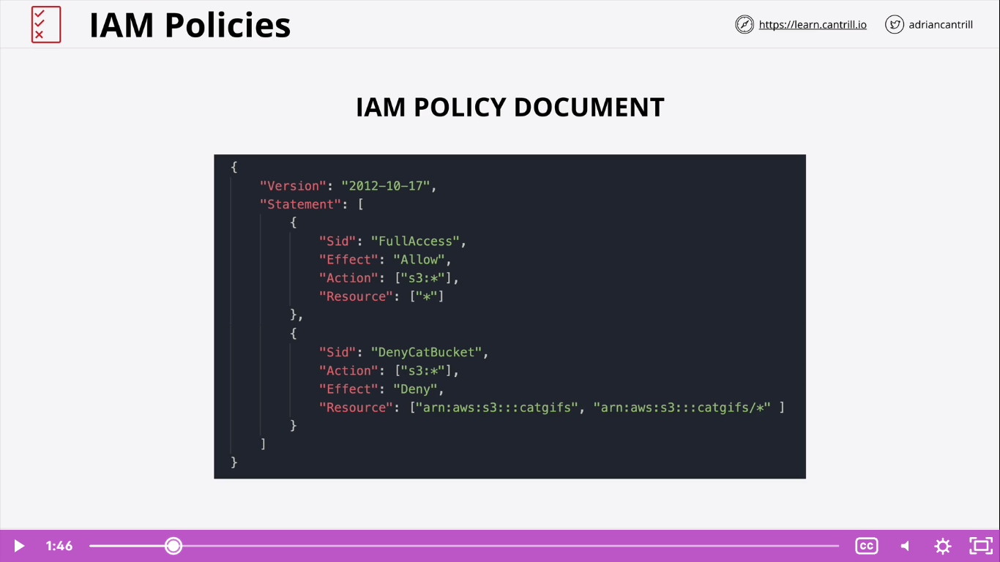 IAM Policies
https://learn.cantrill.io
adriancantrill
IAM POLICY DOCUMENT
{
"Version": "2012-10-17",
"Statement": [
{
"Sid": "FullAccess",
"Effect": "Allow",
"Action": ["s3:*"],
"Resource": ["*"]
},
{
"Sid": "DenyCatBucket",
"Action": ["s3:*"],
"Effect": "Deny",
"Resource": ["arn:aws:s3:::catgifs", "arn:aws:s3:::catgifs/*" ]
}
]
}
1:46
CC